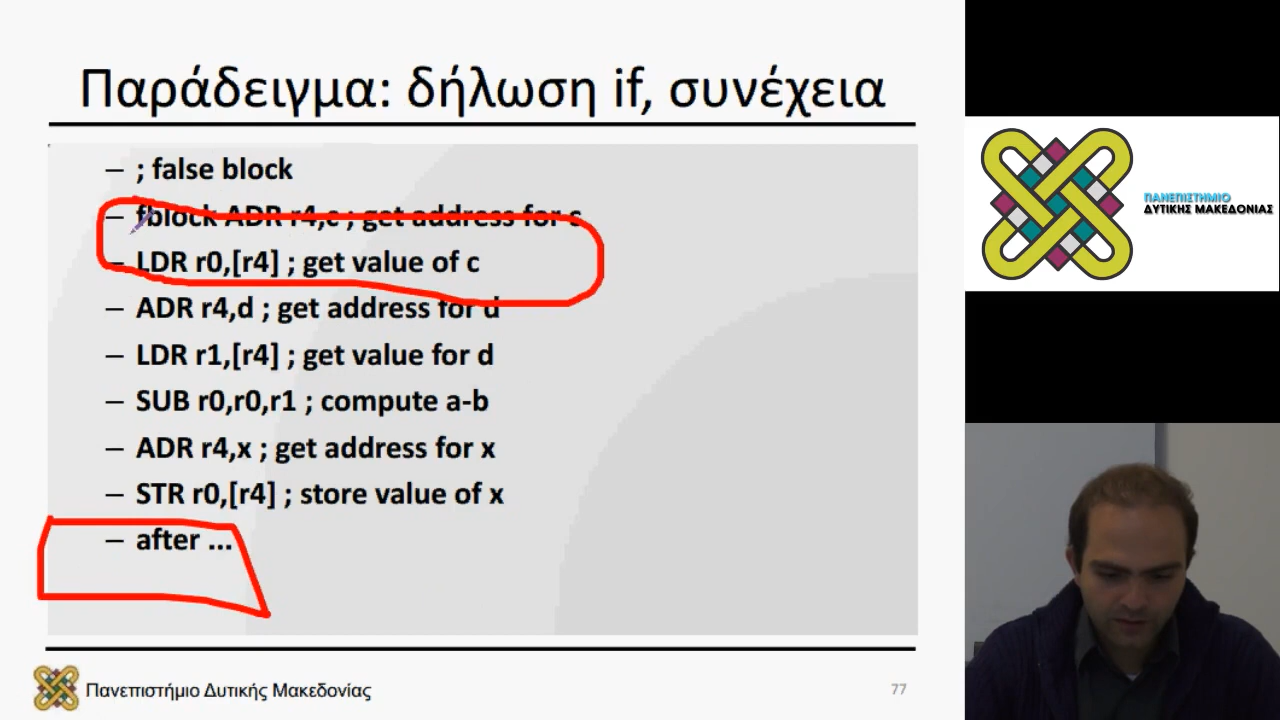 Παράδειγμα: δήλωση if, συνέχεια
– ; false block
– fblock ADR r4,c ; get address for c
– LDR r0,[r4] ; get value of c
– ADR r4,d ; get address for d
– LDR r1,[r4] ; get value for d
– SUB r0,r0,r1 ; compute a-b
– ADR r4,x ; get address for x
– STR r0,[r4] ; store value of x
– after ...
Πανεπιστήμιο Δυτικής Μακεδονίας
77
ΠΑΝΕΠΙΣΤΗΜΙΟ
ΔΥΤΙΚΗΣ ΜΑΚΕΔΟΝΙΑΣ